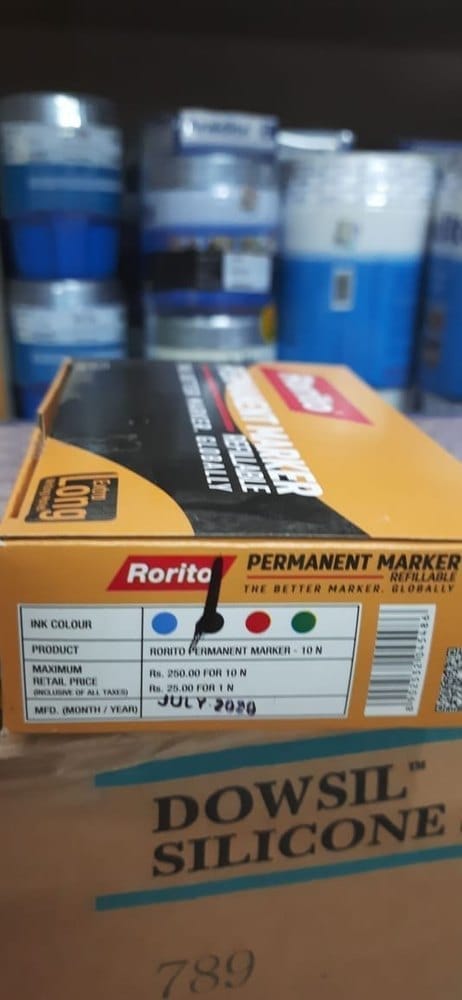 Rorito
PERMANENT MARKER
REFILLABLE
THE BETTER MARKER. GLOBALLY
Extra
Long
Rorito
PERMANENT MARKER
REFILLABLE
THE BETTER MARKER. GLOBALLY
INK COLOUR
PRODUCT
RORITO PERMANENT MARKER - 10 N
MAXIMUM
RETAIL PRICE
(INCLUSIVE OF ALL TAXES)
Rs. 250.00 FOR 10 N
Rs. 25.00 FOR 1 N
MFD. (MONTH / YEAR)
JULY 2020
DOWSIL™
SILICONE
789